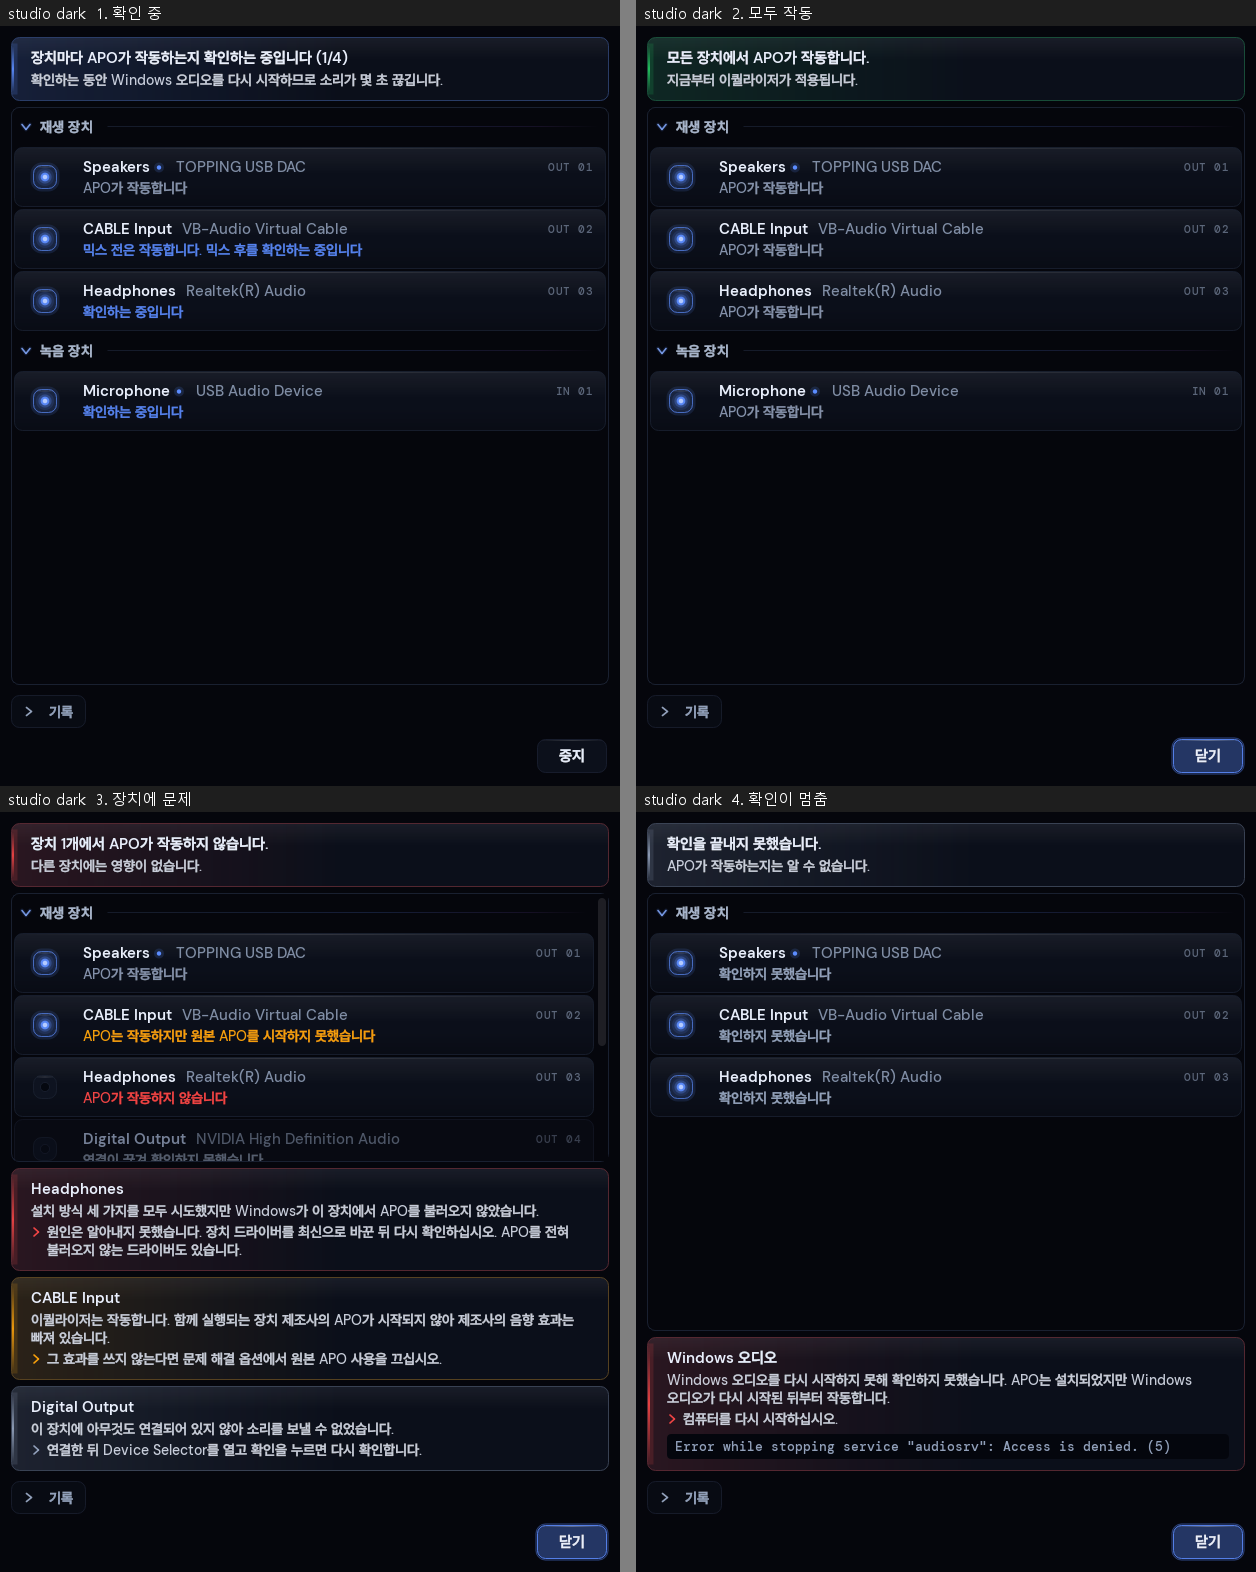 studio dark  1. 확인 중
장치마다 APO가 작동하는지 확인하는 중입니다 (1/4)
확인하는 동안 Windows 오디오를 다시 시작하므로 소리가 몇 초 끊깁니다.
재생 장치
Speakers TOPPING USB DAC OUT 01
APO가 작동합니다
CABLE Input VB-Audio Virtual Cable OUT 02
믹스 전은 작동합니다. 믹스 후를 확인하는 중입니다
Headphones Realtek(R) Audio OUT 03
확인하는 중입니다
녹음 장치
Microphone USB Audio Device IN 01
확인하는 중입니다
기록
중지
studio dark  2. 모두 작동
모든 장치에서 APO가 작동합니다.
지금부터 이퀄라이저가 적용됩니다.
재생 장치
Speakers TOPPING USB DAC OUT 01
APO가 작동합니다
CABLE Input VB-Audio Virtual Cable OUT 02
APO가 작동합니다
Headphones Realtek(R) Audio OUT 03
APO가 작동합니다
녹음 장치
Microphone USB Audio Device IN 01
APO가 작동합니다
기록
닫기
studio dark  3. 장치에 문제
장치 1개에서 APO가 작동하지 않습니다.
다른 장치에는 영향이 없습니다.
재생 장치
Speakers TOPPING USB DAC OUT 01
APO가 작동합니다
CABLE Input VB-Audio Virtual Cable OUT 02
APO는 작동하지만 원본 APO를 시작하지 못했습니다
Headphones Realtek(R) Audio OUT 03
APO가 작동하지 않습니다
Digital Output NVIDIA High Definition Audio OUT 04
연결이 끊겨 확인하지 못했습니다
Headphones
설치 방식 세 가지를 모두 시도했지만 Windows가 이 장치에서 APO를 불러오지 않았습니다.
원인은 알아내지 못했습니다. 장치 드라이버를 최신으로 바꾼 뒤 다시 확인하십시오. APO를 전혀
불러오지 않는 드라이버도 있습니다.
CABLE Input
이퀄라이저는 작동합니다. 함께 실행되는 장치 제조사의 APO가 시작되지 않아 제조사의 음향 효과는
빠져 있습니다.
그 효과를 쓰지 않는다면 문제 해결 옵션에서 원본 APO 사용을 끄십시오.
Digital Output
이 장치에 아무것도 연결되어 있지 않아 소리를 보낼 수 없었습니다.
연결한 뒤 Device Selector를 열고 확인을 누르면 다시 확인합니다.
기록
닫기
studio dark  4. 확인이 멈춤
확인을 끝내지 못했습니다.
APO가 작동하는지는 알 수 없습니다.
재생 장치
Speakers TOPPING USB DAC OUT 01
확인하지 못했습니다
CABLE Input VB-Audio Virtual Cable OUT 02
확인하지 못했습니다
Headphones Realtek(R) Audio OUT 03
확인하지 못했습니다
Windows 오디오
Windows 오디오를 다시 시작하지 못해 확인하지 못했습니다. APO는 설치되었지만 Windows
오디오가 다시 시작된 뒤부터 작동합니다.
컴퓨터를 다시 시작하십시오.
Error while stopping service "audiosrv": Access is denied. (5)
기록
닫기